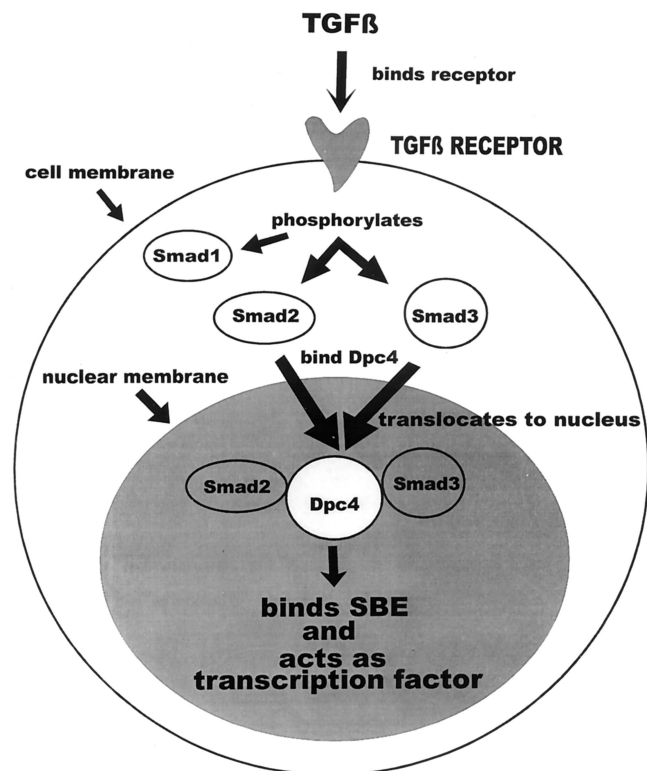 TGFß
binds receptor
TGFß RECEPTOR
cell membrane
phosphorylates
Smad1
Smad2
Smad3
bind Dpc4
nuclear membrane
translocates to nucleus
Smad2
Dpc4
Smad3
binds SBE
and
acts as
transcription factor